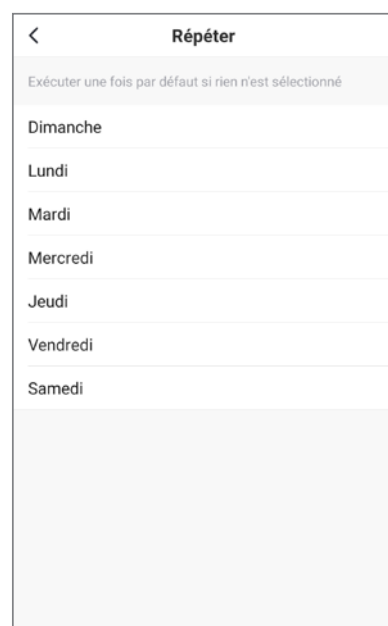 Répéter
Exécuter une fois par défaut si rien n'est sélectionné
Dimanche
Lundi
Mardi
Mercredi
Jeudi
Vendredi
Samedi